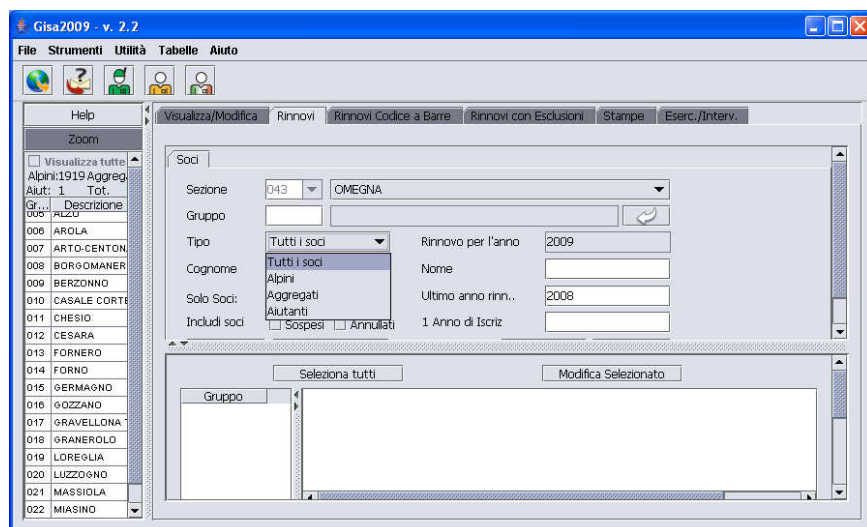 Gisa2009 - v. 2.2
File Strumenti Utilità Tabelle Aiuto
Help
Zoom
Visualizza tutte
Alpini:1919 Aggreg.
Aiut: 1 Tot.
Gr... Descrizione
005 ALZO
006 AROLA
007 ARTO-CENTON
008 BORGOMANER
009 BERZONNO
010 CASALE CORTE
011 CHESIO
012 CESARA
013 FORNERO
014 FORNO
015 GERMAGNO
016 GOZZANO
017 GRAVELLONA
018 GRANEROLO
019 LOREGLIA
020 LUZZOGNO
021 MASSIOLA
022 MIASINO
Visualizza/Modifica Rinnovi Rinnovi Codice a Barre Rinnovi con Esclusioni Stampe Eserc./Interv.
Soci
Sezione 043 OMEGNA
Gruppo
Tipo Tutti i soci Rinnovo per l'anno 2009
Tutti i soci
Alpini
Aggregati
Aiutanti
Cognome Nome
Solo Soci: Ultimo anno rinn.. 2008
Includi soci Sospesi Annullati 1 Anno di Iscriz
Seleziona tutti Modifica Selezionato
Gruppo